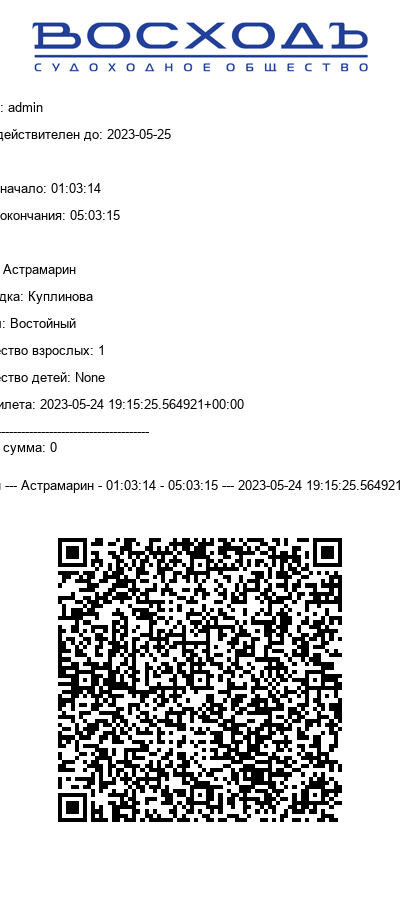 ВОСХОДЪ
СУДОХОДНОЕ ОБЩЕСТВО
: admin
действителен до: 2023-05-25
начало: 01:03:14
окончания: 05:03:15
Астрамарин
дка: Куплинова
: Востойный
ество взрослых: 1
ество детей: None
илета: 2023-05-24 19:15:25.564921+00:00
---------------------------------------
сумма: 0
--- Астрамарин - 01:03:14 - 05:03:15 --- 2023-05-24 19:15:25.564921